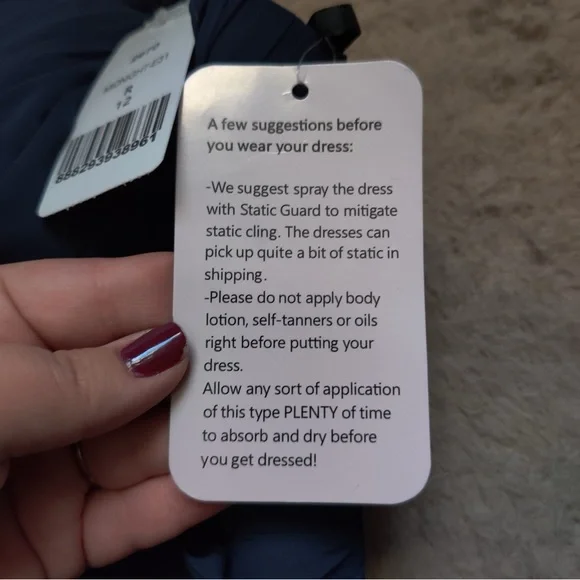 MIDNIGHT-E51
R
12
A few suggestions before
you wear your dress:
-We suggest spray the dress
with Static Guard to mitigate
static cling. The dresses can
pick up quite a bit of static in
shipping.
-Please do not apply body
lotion, self-tanners or oils
right before putting your
dress.
Allow any sort of application
of this type PLENTY of time
to absorb and dry before
you get dressed!